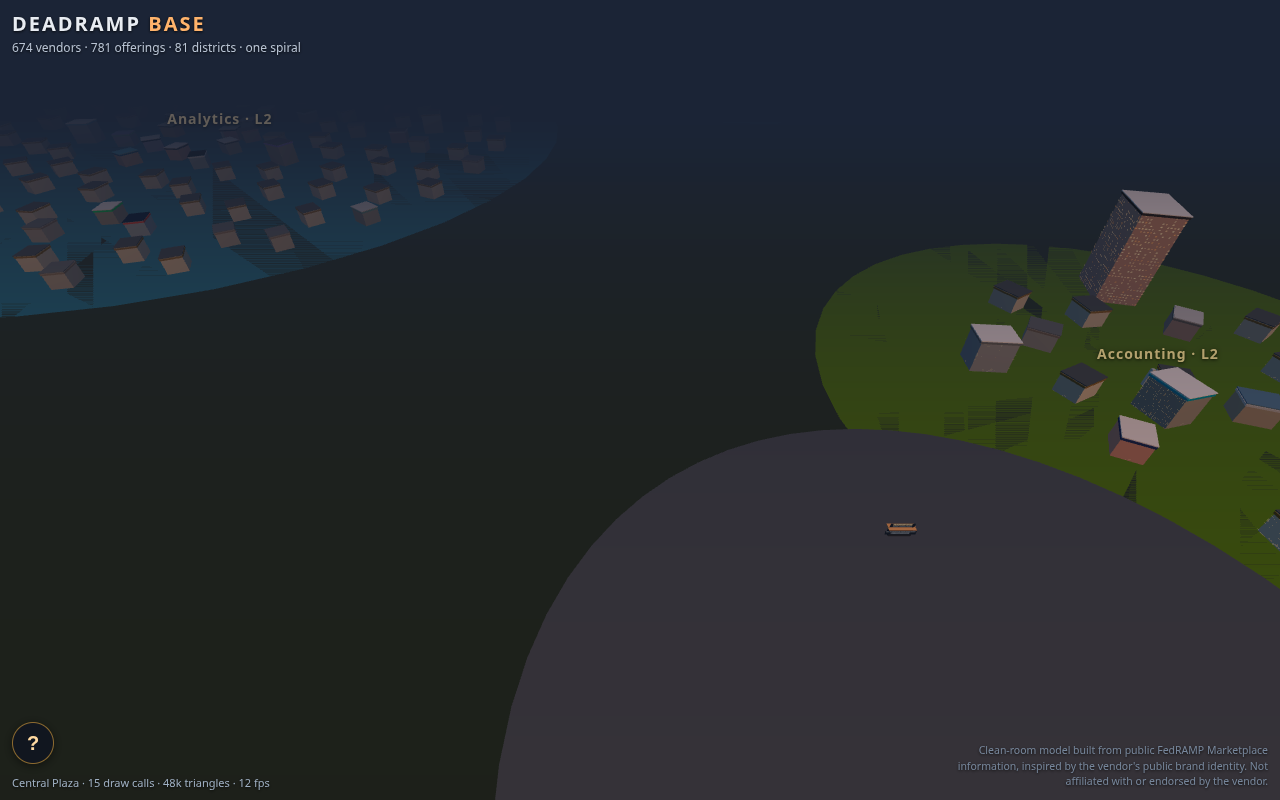 DEADRAMP BASE
674 vendors · 781 offerings · 81 districts · one spiral
Analytics · L2
Accounting · L2
?
Central Plaza · 15 draw calls · 48k triangles · 12 fps
Clean-room model built from public FedRAMP Marketplace
information, inspired by the vendor's public brand identity. Not
affiliated with or endorsed by the vendor.